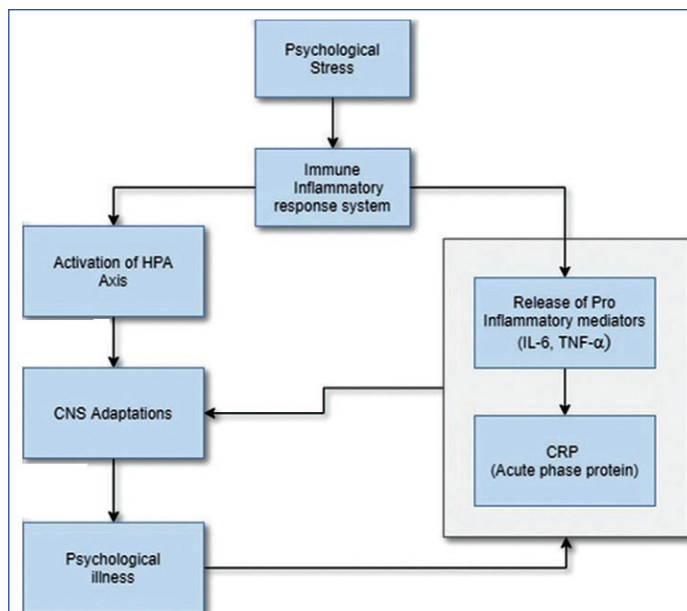 Psychological
Stress
Immune
Inflammatory
response system
Activation of HPA
Axis
Release of Pro
Inflammatory mediators
(IL-6, TNF-α)
CNS Adaptations
CRP
(Acute phase protein)
Psychological
illness